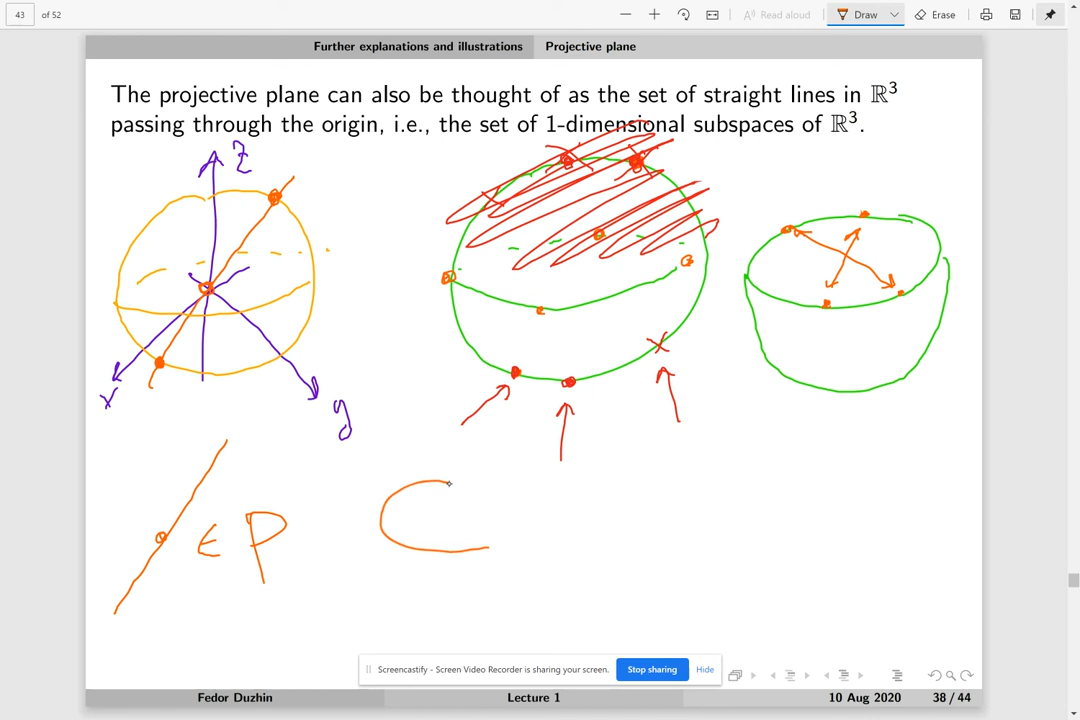 43 of 52
Read aloud
Draw
Erase
Further explanations and illustrations Projective plane
The projective plane can also be thought of as the set of straight lines in ℝ³
passing through the origin, i.e., the set of 1-dimensional subspaces of ℝ³.
z
x
y
∈ P
Screencastify - Screen Video Recorder is sharing your screen.
Stop sharing
Hide
Fedor Duzhin Lecture 1 10 Aug 2020 38 / 44